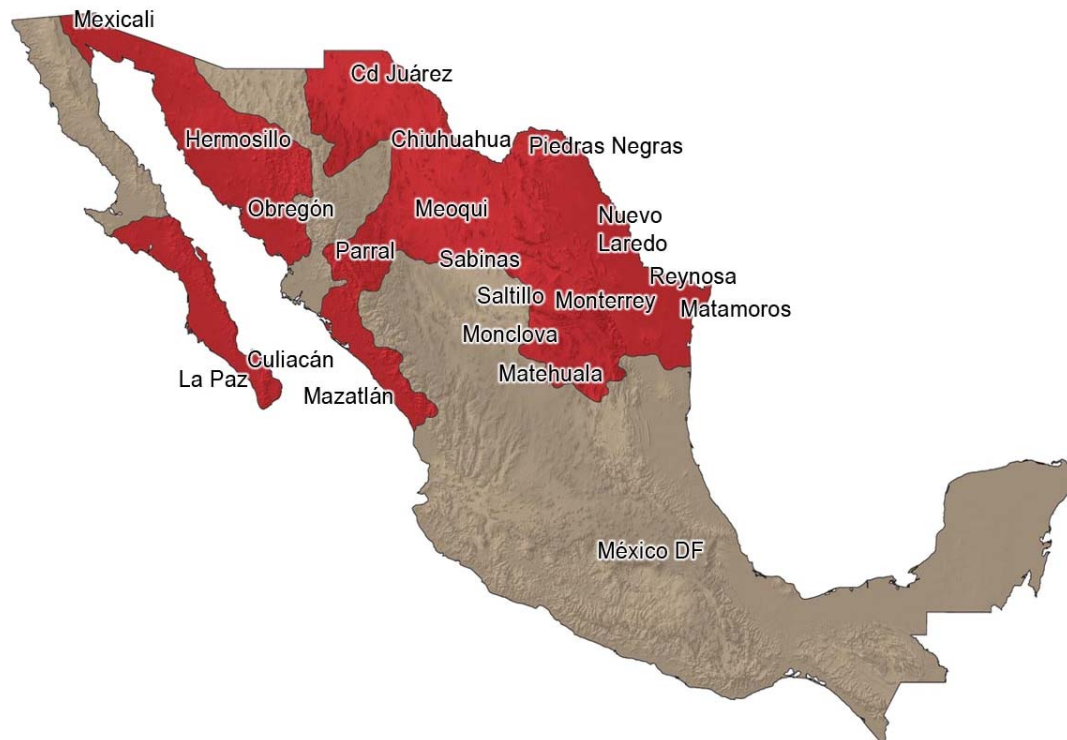 Mexicali
Cd Juárez
Hermosillo
Chiuhuahua
Piedras Negras
Obregón
Meoqui
Nuevo
Laredo
Parral
Sabinas
Reynosa
Saltillo
Monterrey
Matamoros
Monclova
Culiacán
La Paz
Mazatlán
Matehuala
México DF